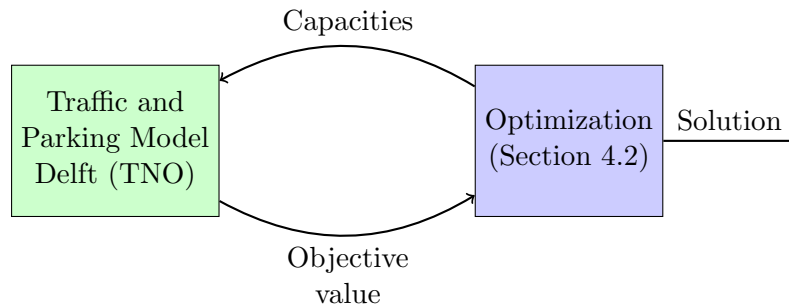 Capacities
Traffic and
Parking Model
Delft (TNO)
Optimization
(Section 4.2)
Solution
Objective
value